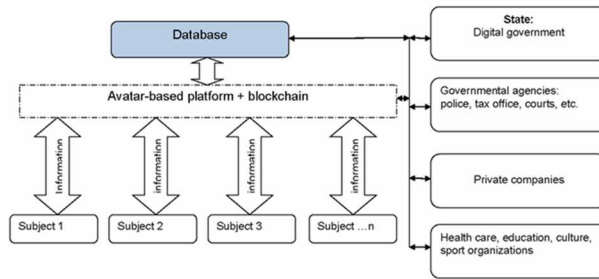 Database
State:
Digital government
Avatar-based platform + blockchain
Governmental agencies:
police, tax office, courts, etc.
Information
information
information
information
Private companies
Subject 1
Subject 2
Subject 3
Subject ...n
Health care, education, culture,
sport organizations